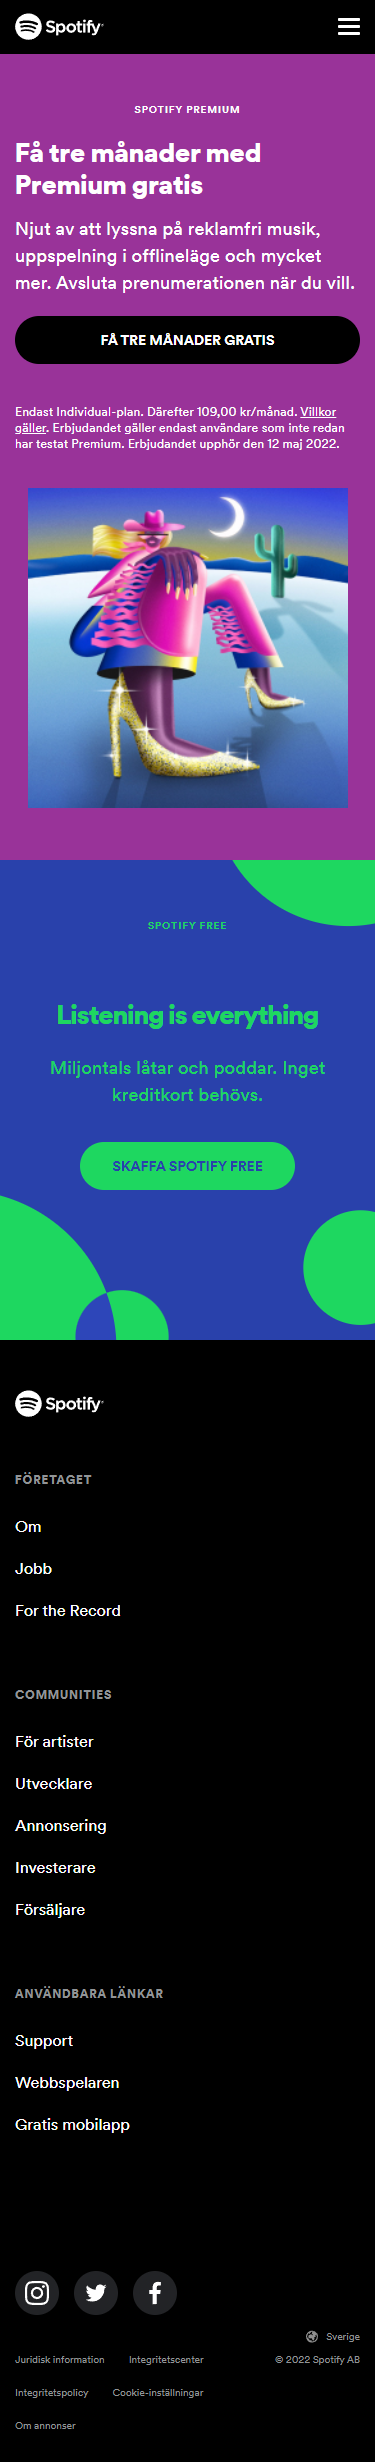 Spotify
SPOTIFY PREMIUM
Få tre månader med
Premium gratis
Njut av att lyssna på reklamfri musik,
uppspelning i offlineläge och mycket
mer. Avsluta prenumerationen när du vill.
FÅ TRE MÅNADER GRATIS
Endast Individual-plan. Därefter 109,00 kr/månad. Villkor
gäller. Erbjudandet gäller endast användare som inte redan
har testat Premium. Erbjudandet upphör den 12 maj 2022.
SPOTIFY FREE
Listening is everything
Miljontals låtar och poddar. Inget
kreditkort behövs.
SKAFFA SPOTIFY FREE
Spotify
FÖRETAGET
Om
Jobb
For the Record
COMMUNITIES
För artister
Utvecklare
Annonsering
Investerare
Försäljare
ANVÄNDBARA LÄNKAR
Support
Webbspelaren
Gratis mobilapp
Sverige
Juridisk information Integritetscenter © 2022 Spotify AB
Integritetspolicy Cookie-inställningar
Om annonser